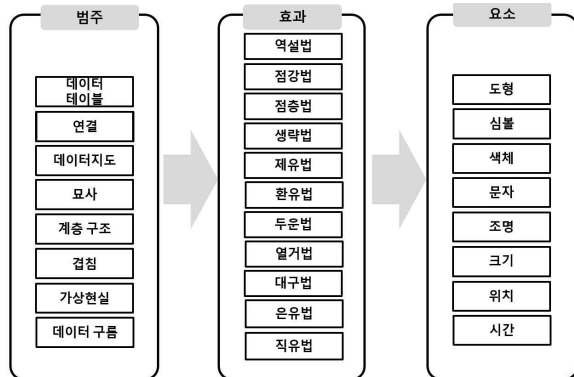 범주
데이터
테이블
연결
데이터지도
묘사
계층 구조
겹침
가상현실
데이터 구름
효과
역설법
점강법
점층법
생략법
제유법
환유법
두운법
열거법
대구법
은유법
직유법
요소
도형
심볼
색체
문자
조명
크기
위치
시간